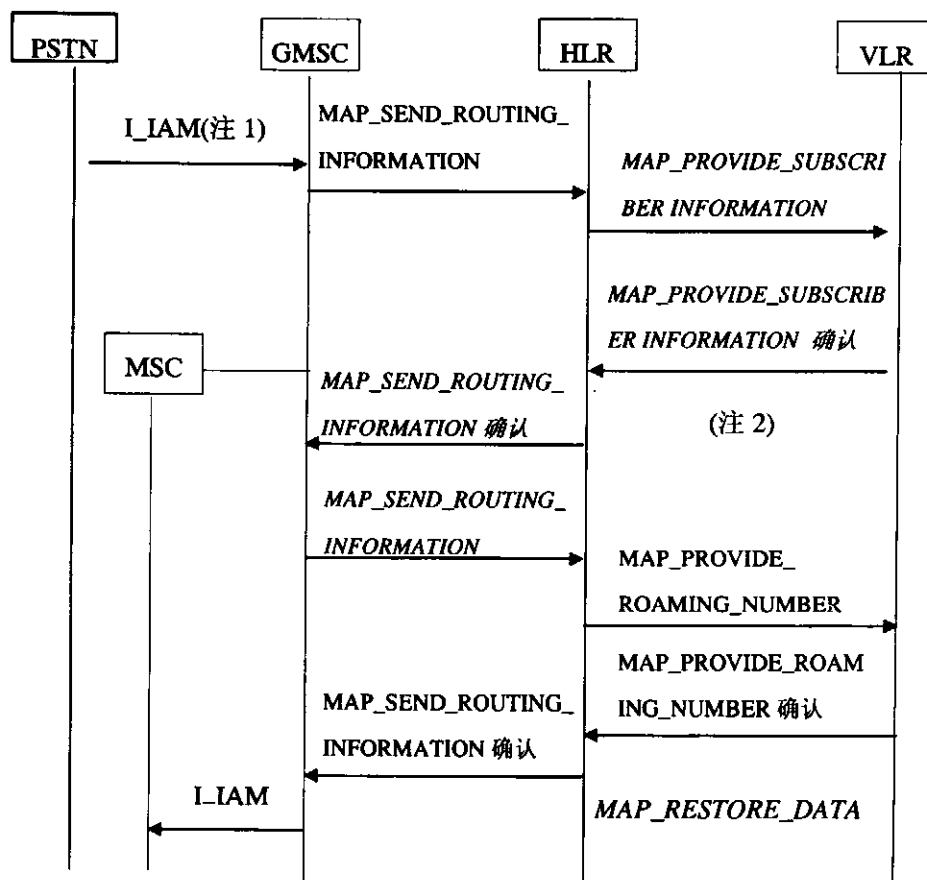 PSTN
GMSC
HLR
VLR
I_IAM(注 1)
MAP_SEND_ROUTING_
INFORMATION
MAP_PROVIDE_SUBSCRI
BER INFORMATION
MAP_PROVIDE_SUBSCRIB
ER INFORMATION 确认
MSC
MAP_SEND_ROUTING_
INFORMATION 确认
(注 2)
MAP_SEND_ROUTING_
INFORMATION
MAP_PROVIDE_
ROAMING_NUMBER
MAP_PROVIDE_ROAM
ING_NUMBER 确认
MAP_SEND_ROUTING_
INFORMATION 确认
I_IAM
MAP_RESTORE_DATA